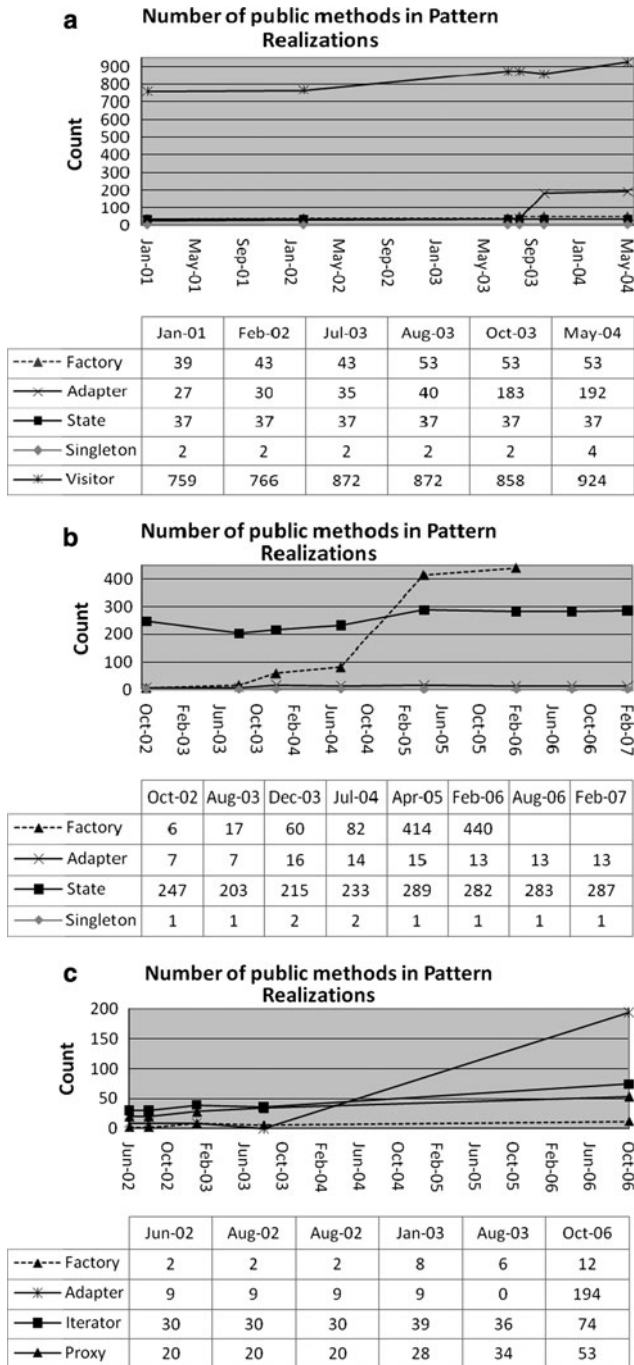 a Number of public methods in Pattern
Realizations
900
800
700
600
500
400
300
200
100
0
Count
Jan-01 May-01 Sep-01 Jan-02 May-02 Sep-02 Jan-03 May-03 Sep-03 Jan-04 May-04
Jan-01 Feb-02 Jul-03 Aug-03 Oct-03 May-04
Factory 39 43 43 53 53 53
Adapter 27 30 35 40 183 192
State 37 37 37 37 37 37
Singleton 2 2 2 2 2 4
Visitor 759 766 872 872 858 924
b Number of public methods in Pattern
Realizations
400
300
200
100
0
Count
Oct-02 Feb-03 Jun-03 Oct-03 Feb-04 Jun-04 Oct-04 Feb-05 Jun-05 Oct-05 Feb-06 Jun-06 Oct-06 Feb-07
Oct-02 Aug-03 Dec-03 Jul-04 Apr-05 Feb-06 Aug-06 Feb-07
Factory 6 17 60 82 414 440
Adapter 7 7 16 14 15 13 13 13
State 247 203 215 233 289 282 283 287
Singleton 1 1 2 2 1 1 1 1
c Number of public methods in Pattern
Realizations
200
150
100
50
0
Count
Jun-02 Oct-02 Feb-03 Jun-03 Oct-03 Feb-04 Jun-04 Oct-04 Feb-05 Jun-05 Oct-05 Feb-06 Jun-06 Oct-06
Jun-02 Aug-02 Aug-02 Jan-03 Aug-03 Oct-06
Factory 2 2 2 8 6 12
Adapter 9 9 9 9 0 194
Iterator 30 30 30 39 36 74
Proxy 20 20 20 28 34 53